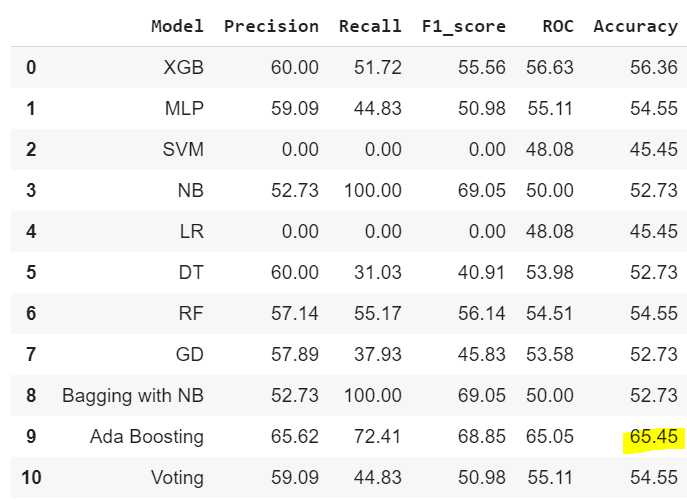 Model Precision Recall F1_score ROC Accuracy
0 XGB 60.00 51.72 55.56 56.63 56.36
1 MLP 59.09 44.83 50.98 55.11 54.55
2 SVM 0.00 0.00 0.00 48.08 45.45
3 NB 52.73 100.00 69.05 50.00 52.73
4 LR 0.00 0.00 0.00 48.08 45.45
5 DT 60.00 31.03 40.91 53.98 52.73
6 RF 57.14 55.17 56.14 54.51 54.55
7 GD 57.89 37.93 45.83 53.58 52.73
8 Bagging with NB 52.73 100.00 69.05 50.00 52.73
9 Ada Boosting 65.62 72.41 68.85 65.05 65.45
10 Voting 59.09 44.83 50.98 55.11 54.55